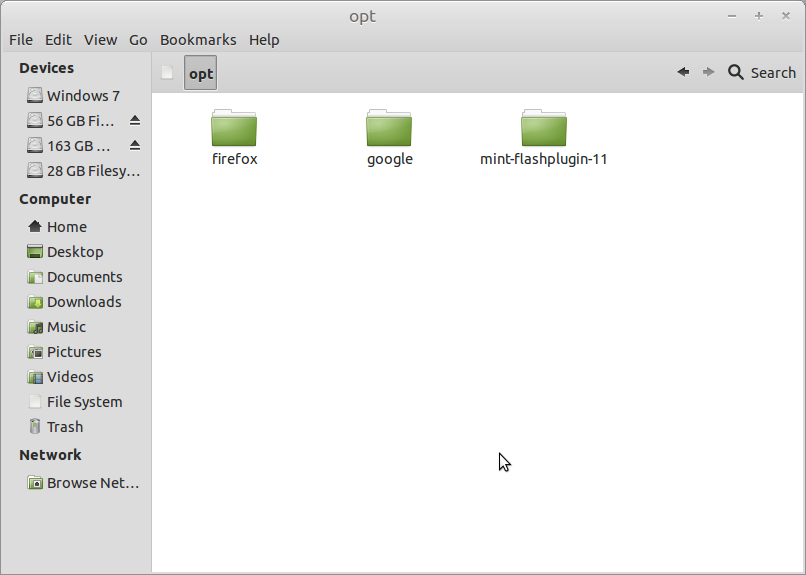 opt
File Edit View Go Bookmarks Help
Devices
Windows 7
56 GB Fi...
163 GB ...
28 GB Filesy...
Computer
Home
Desktop
Documents
Downloads
Music
Pictures
Videos
File System
Trash
Network
Browse Net...
opt
Search
firefox google mint-flashplugin-11